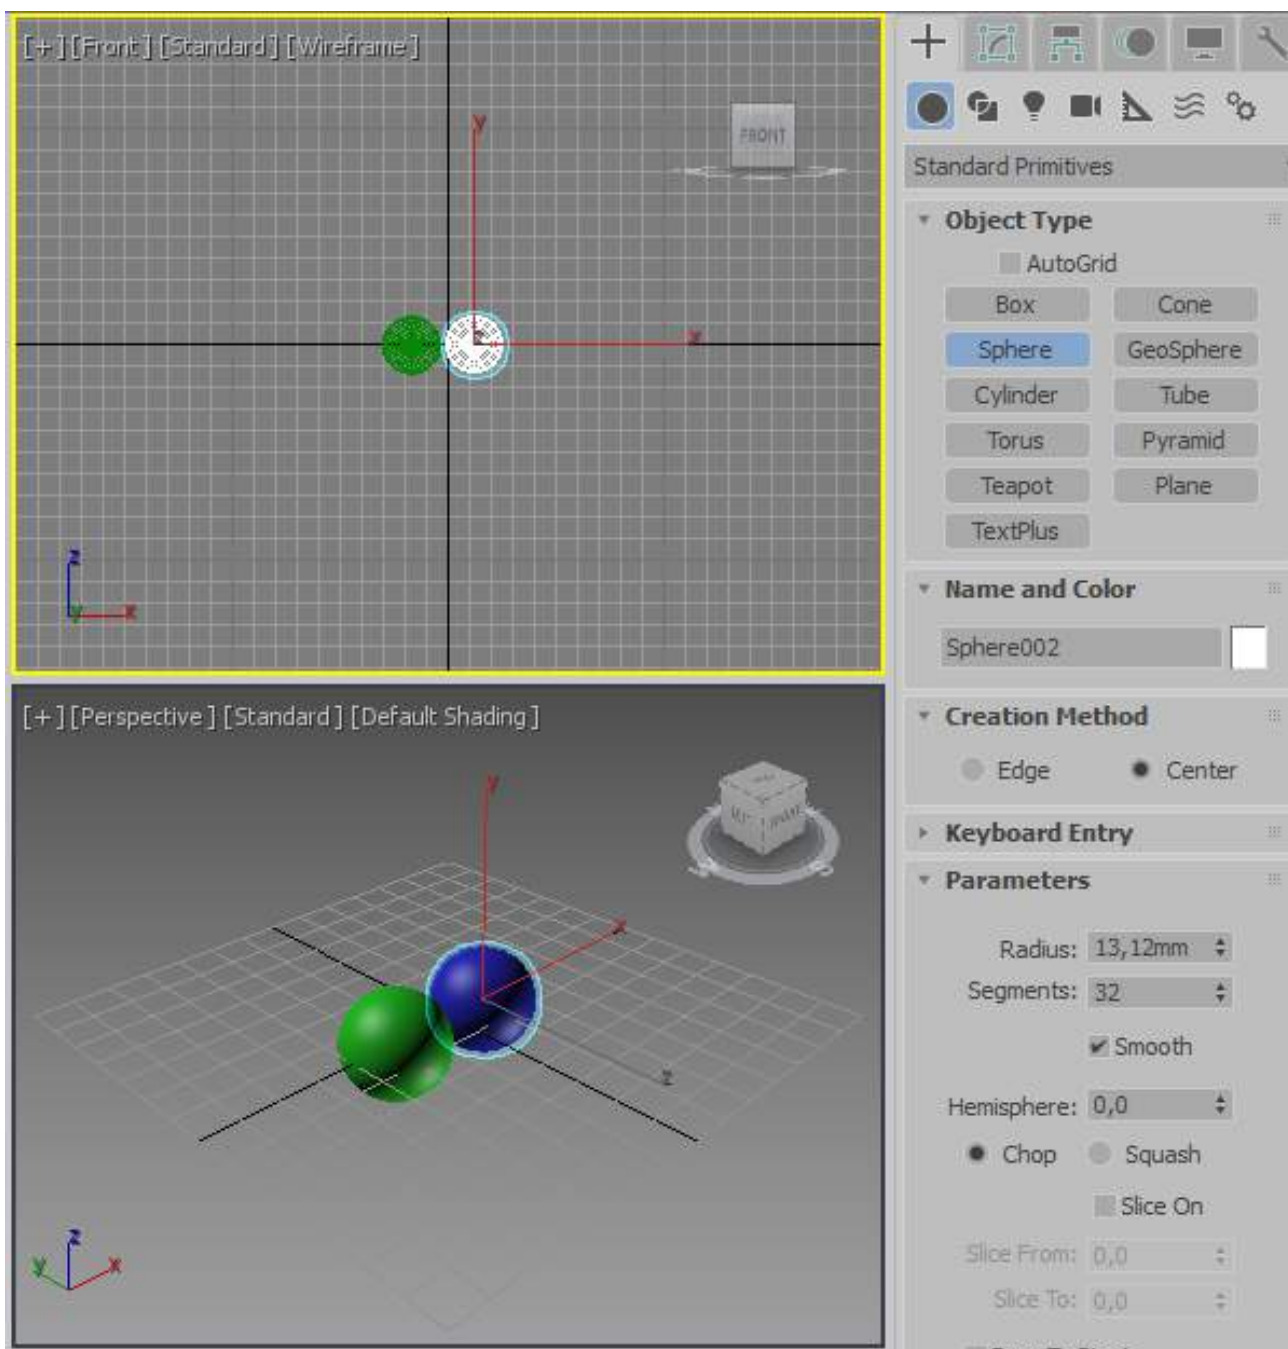 [+][Front][Standard][Wireframe]
y
FRONT
x
z
z
y x
[+][Perspective][Standard][Default Shading]
y
x
z
z
y x
Standard Primitives
Object Type
AutoGrid
Box Cone
Sphere GeoSphere
Cylinder Tube
Torus Pyramid
Teapot Plane
TextPlus
Name and Color
Sphere002
Creation Method
Edge Center
Keyboard Entry
Parameters
Radius: 13,12mm
Segments: 32
Smooth
Hemisphere: 0,0
Chop Squash
Slice On
Slice From: 0,0
Slice To: 0,0